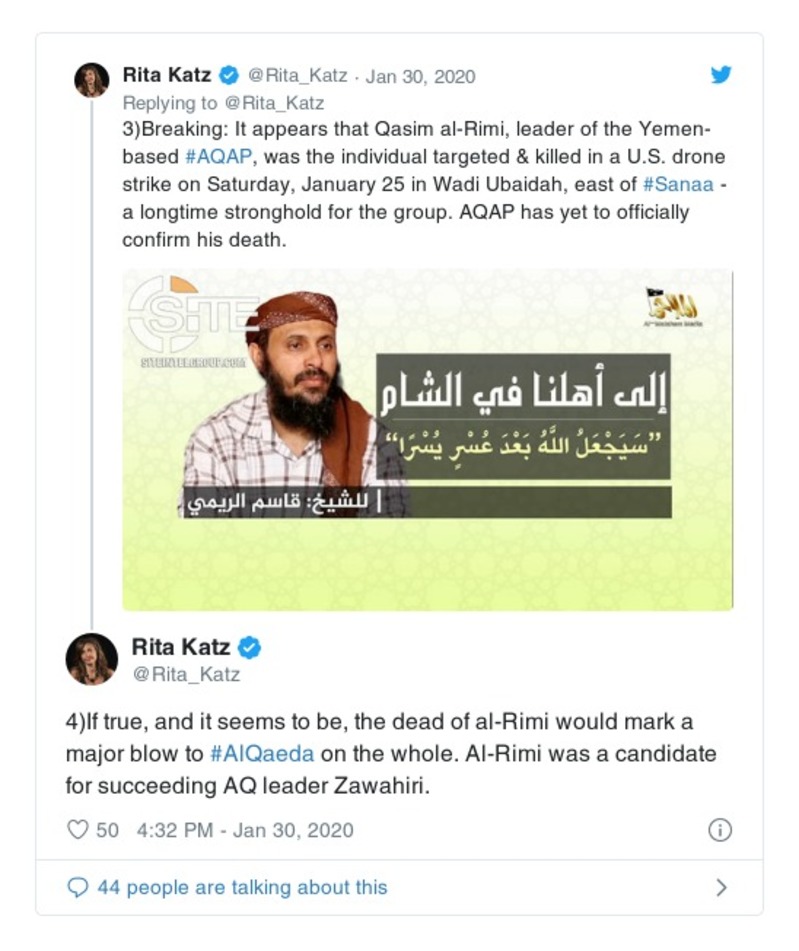 Rita Katz @Rita_Katz · Jan 30, 2020
Replying to @Rita_Katz
3)Breaking: It appears that Qasim al-Rimi, leader of the Yemen-
based #AQAP, was the individual targeted & killed in a U.S. drone
strike on Saturday, January 25 in Wadi Ubaidah, east of #Sanaa -
a longtime stronghold for the group. AQAP has yet to officially
confirm his death.
SITE
SITEINTELGROUP.COM
إلى أهلنا في الشام
”سَيَجْعَلُ اللَّهُ بَعْدَ عُسْرٍ يُسْرًا“
للشيخ: قاسم الريمي |
Rita Katz
@Rita_Katz
4)If true, and it seems to be, the dead of al-Rimi would mark a
major blow to #AlQaeda on the whole. Al-Rimi was a candidate
for succeeding AQ leader Zawahiri.
50 4:32 PM - Jan 30, 2020
44 people are talking about this